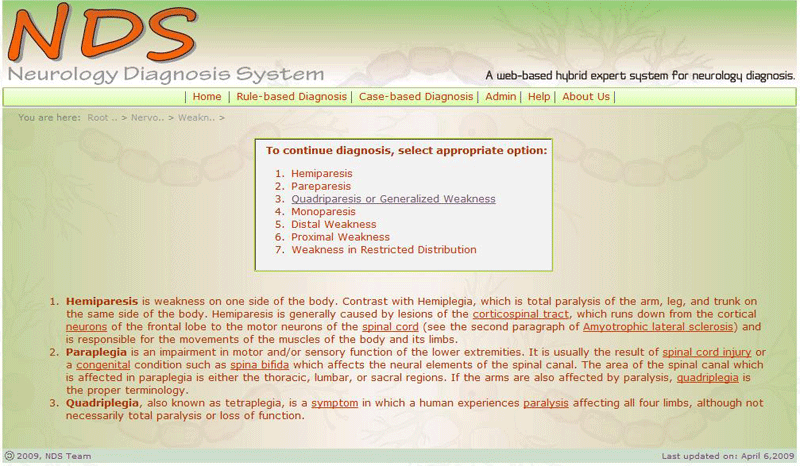 NDS
Neurology Diagnosis System
A web-based hybrid expert system for neurology diagnosis.
| Home | Rule-based Diagnosis | Case-based Diagnosis | Admin | Help | About Us |
You are here: Root .. > Nervo.. > Weakn.. >
To continue diagnosis, select appropriate option:
1. Hemiparesis
2. Pareparesis
3. Quadriparesis or Generalized Weakness
4. Monoparesis
5. Distal Weakness
6. Proximal Weakness
7. Weakness in Restricted Distribution
1. Hemiparesis is weakness on one side of the body. Contrast with Hemiplegia, which is total paralysis of the arm, leg, and trunk on
the same side of the body. Hemiparesis is generally caused by lesions of the corticospinal tract, which runs down from the cortical
neurons of the frontal lobe to the motor neurons of the spinal cord (see the second paragraph of Amyotrophic lateral sclerosis) and
is responsible for the movements of the muscles of the body and its limbs.
2. Paraplegia is an impairment in motor and/or sensory function of the lower extremities. It is usually the result of spinal cord injury or
a congenital condition such as spina bifida which affects the neural elements of the spinal canal. The area of the spinal canal which
is affected in paraplegia is either the thoracic, lumbar, or sacral regions. If the arms are also affected by paralysis, quadriplegia is
the proper terminology.
3. Quadriplegia, also known as tetraplegia, is a symptom in which a human experiences paralysis affecting all four limbs, although not
necessarily total paralysis or loss of function.
© 2009, NDS Team
Last updated on: April 6,2009